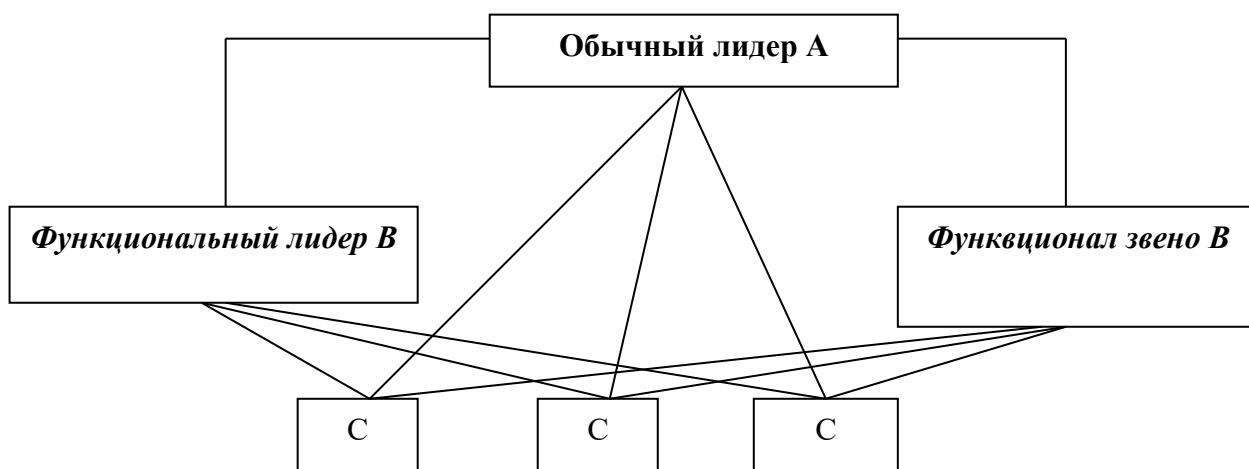 Обычный лидер А
Функциональный лидер В
Функвционал звено В
С
С
С